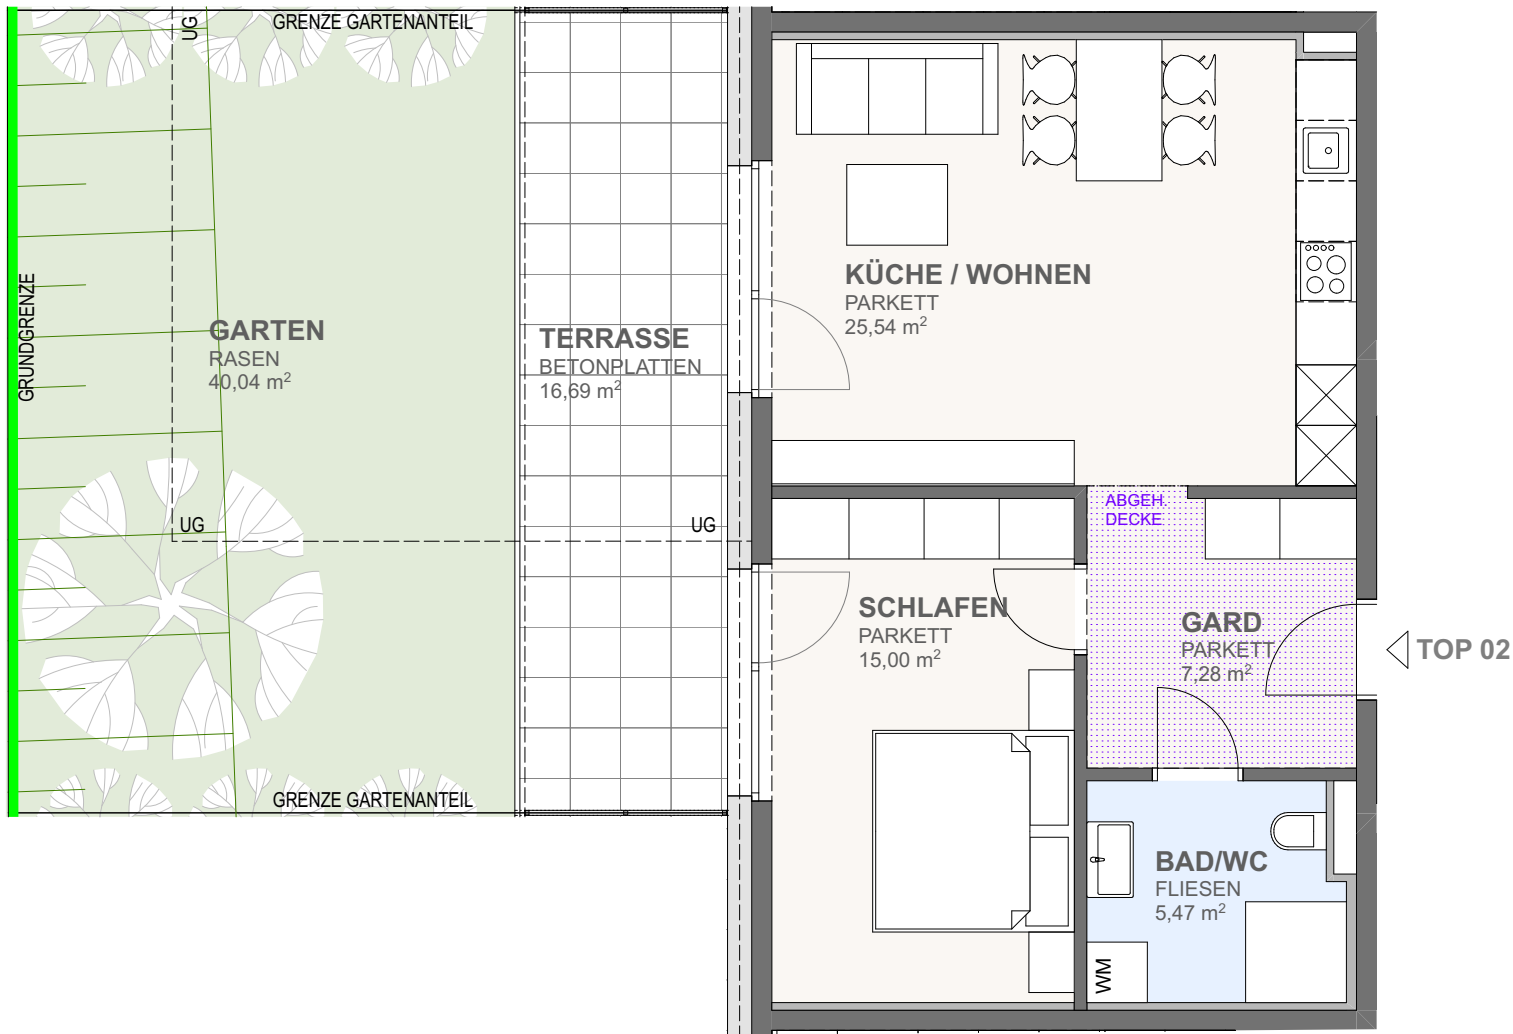 GRENZE GARTENANTEIL
UG
GRUNDGRENZE
GARTEN
RASEN
40,04 m²
TERRASSE
BETONPLATTEN
16,69 m²
KÜCHE / WOHNEN
PARKETT
25,54 m²
UG
UG
ABGEH.
DECKE
SCHLAFEN
PARKETT
15,00 m²
GARD
PARKETT
7,28 m²
TOP 02
GRENZE GARTENANTEIL
BAD/WC
FLIESEN
5,47 m²
WM